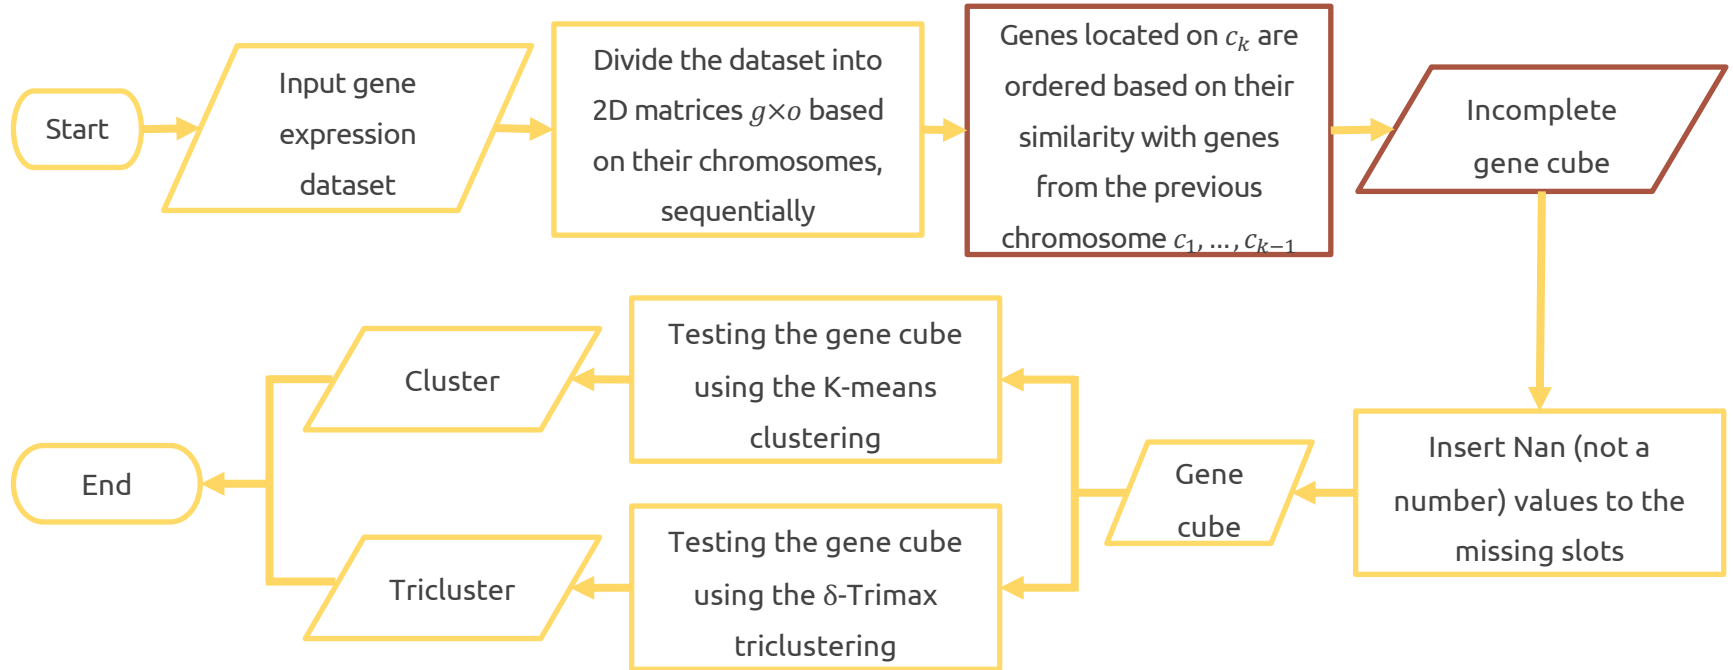 Start
Input gene
expression
dataset
Divide the dataset into
2D matrices g×o based
on their chromosomes,
sequentially
Genes located on cₖ are
ordered based on their
similarity with genes
from the previous
chromosome c₁, ..., cₖ₋₁
Incomplete
gene cube
Insert Nan (not a
number) values to the
missing slots
Gene
cube
Testing the gene cube
using the K-means
clustering
Cluster
Testing the gene cube
using the δ-Trimax
triclustering
Tricluster
End